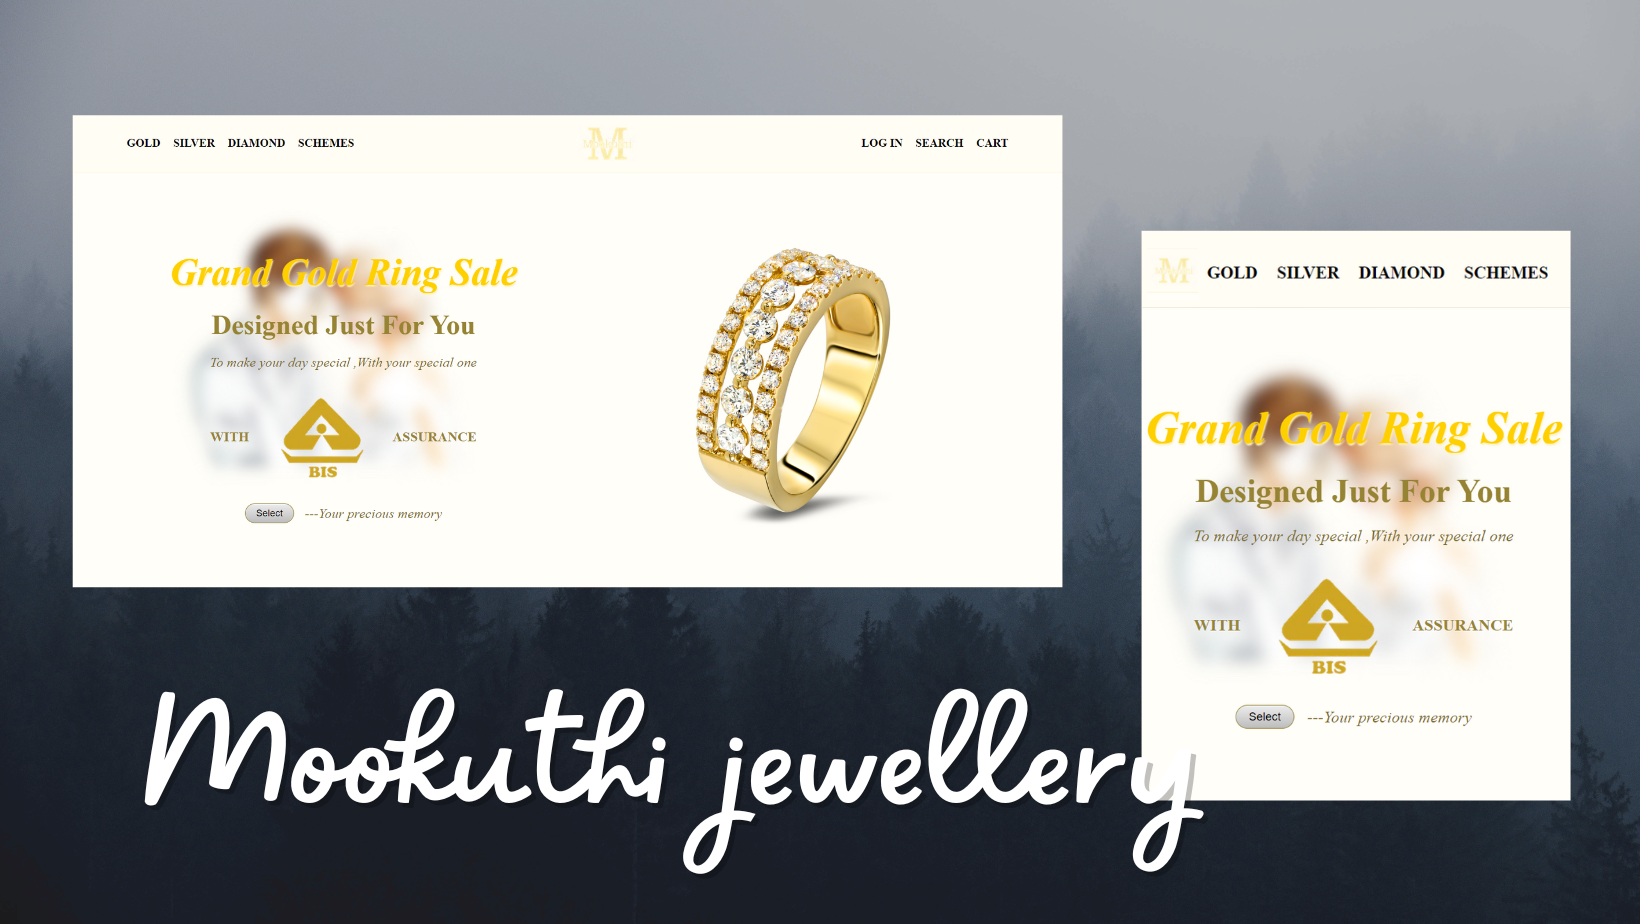 GOLD SILVER DIAMOND SCHEMES
M
LOG IN SEARCH CART
Grand Gold Ring Sale
Designed Just For You
To make your day special ,With your special one
WITH
BIS
ASSURANCE
Select ---Your precious memory
M
GOLD SILVER DIAMOND SCHEMES
Grand Gold Ring Sale
Designed Just For You
To make your day special ,With your special one
WITH
BIS
ASSURANCE
Select ---Your precious memory
Mookuthi jewellery